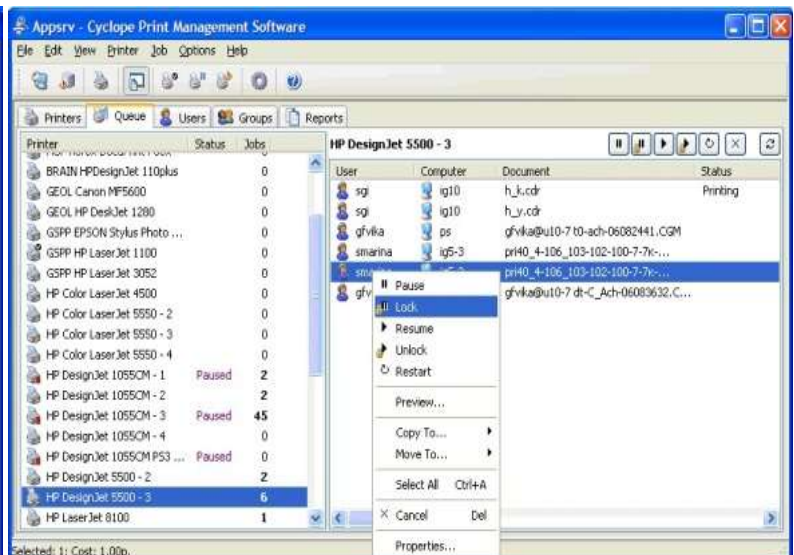 Appsrv - Cyclope Print Management Software
File Edit View Printer Job Options Help
Printers Queue Users Groups Reports
Printer Status Jobs
BRAIN HPDesignJet 110plus 0
GEOL Canon MF5600 0
GEOL HP DeskJet 1280 0
GSPP EPSON Stylus Photo ... 0
GSPP HP LaserJet 1100 0
GSPP HP LaserJet 3052 0
HP Color LaserJet 4500 0
HP Color LaserJet 5550 - 2 0
HP Color LaserJet 5550 - 3 0
HP Color LaserJet 5550 - 4 0
HP DesignJet 1055CM - 1 Paused 2
HP DesignJet 1055CM - 2 2
HP DesignJet 1055CM - 3 Paused 45
HP DesignJet 1055CM - 4 0
HP DesignJet 1055CM PS3 ... Paused 0
HP DesignJet 5500 - 2 2
HP DesignJet 5500 - 3 6
HP LaserJet 8100 1
HP DesignJet 5500 - 3
User Computer Document Status
sgi ig10 h_k.cdr Printing
sgi ig10 h_y.cdr
gfvika ps gfvika@u10-7 t0-ach-06082441.CGM
smarina ig5-3 pri40_4-106_103-102-100-7-7k-...
smarina ig5-3 pri40_4-106_103-102-100-7-7k-...
gfv gfvika@u10-7 dt-C_Ach-06083632.C...
Pause
Lock
Resume
Unlock
Restart
Preview...
Copy To...
Move To...
Select All Ctrl+A
Cancel Del
Properties...
Selected: 1; Cost: 1.00p.